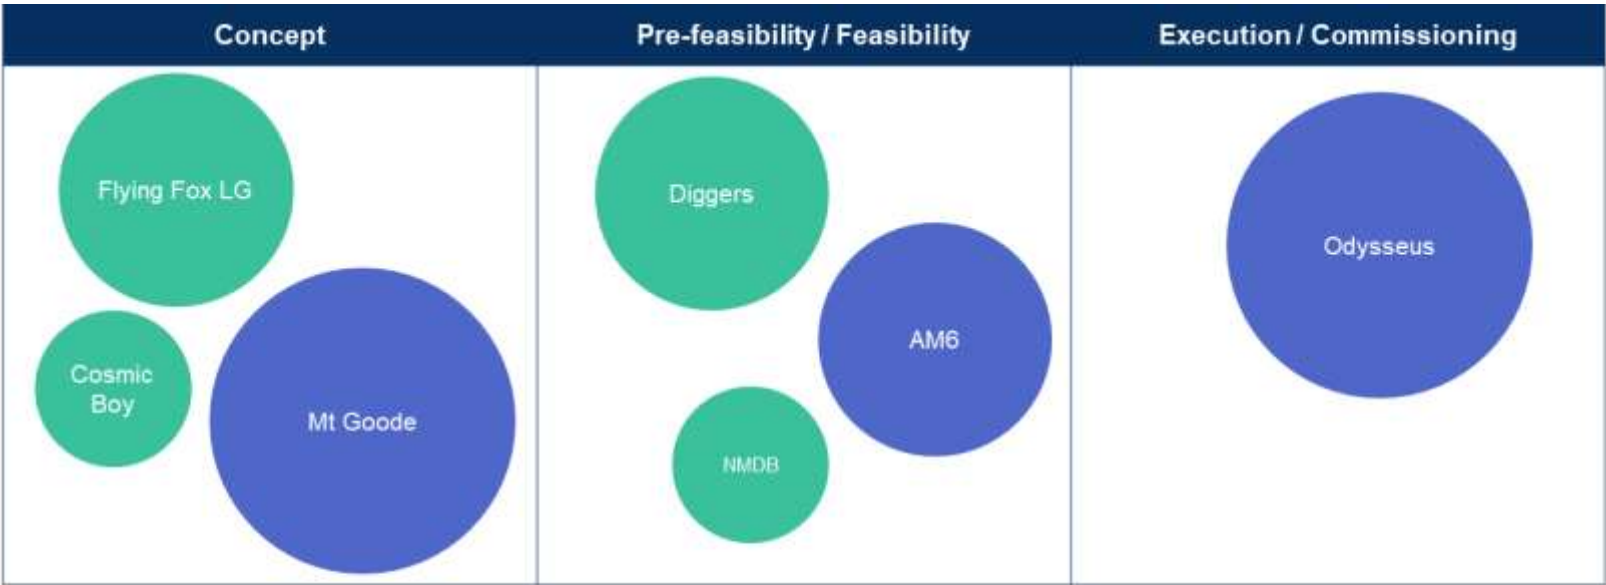 Concept
Pre-feasibility / Feasibility
Execution / Commissioning
Flying Fox LG
Cosmic
Boy
Mt Goode
Diggers
AM6
NMDB
Odysseus